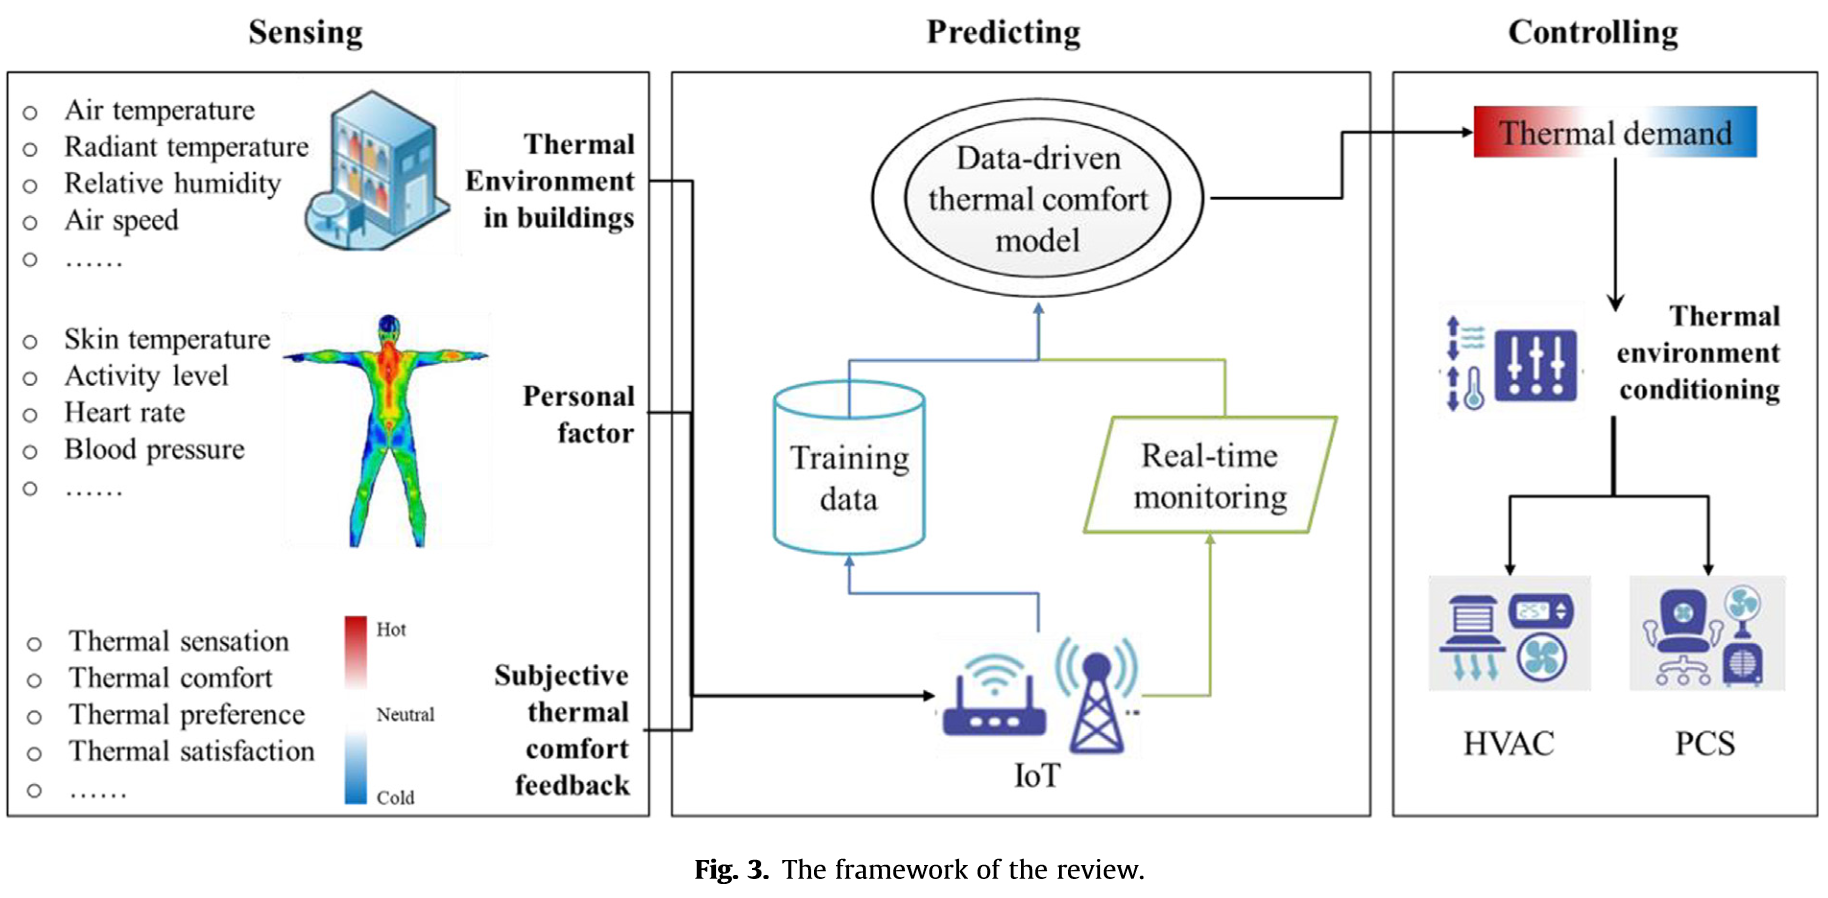 Sensing
Predicting
Controlling
Air temperature
Radiant temperature
Relative humidity
Air speed
......
Thermal
Environment
in buildings
Skin temperature
Activity level
Heart rate
Blood pressure
......
Personal
factor
Thermal sensation
Thermal comfort
Thermal preference
Thermal satisfaction
......
Hot
Neutral
Cold
Subjective
thermal
comfort
feedback
Data-driven
thermal comfort
model
Training
data
Real-time
monitoring
IoT
Thermal demand
Thermal
environment
conditioning
25°
HVAC
PCS
Fig. 3. The framework of the review.